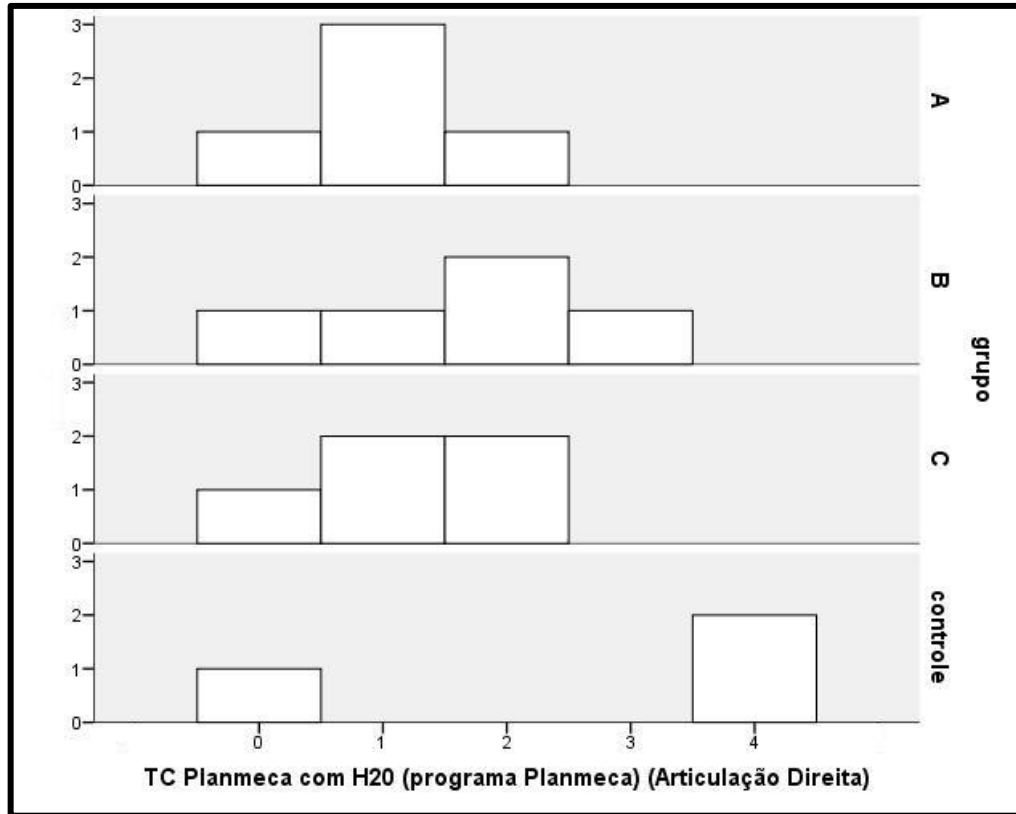 3
2
1
0
A
3
2
1
0
B
3
2
1
0
C
3
2
1
0
controle
grupo
0 1 2 3 4
TC Planmeca com H20 (programa Planmeca) (Articulação Direita)